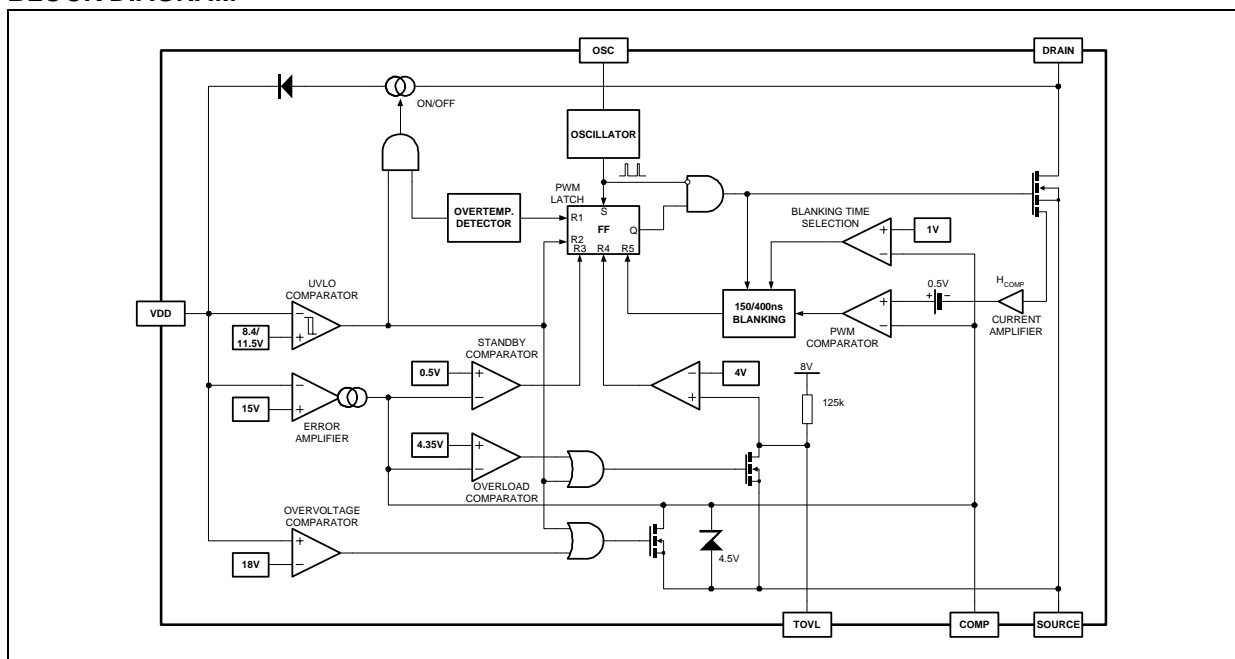 BLOCK DIAGRAM
OSC
DRAIN
ON/OFF
OSCILLATOR
PWM
LATCH
OVERTEMP.
DETECTOR
R1
S
FF
Q
R2
R3
R4
R5
BLANKING TIME
SELECTION
+
1V
−
UVLO
COMPARATOR
VDD
−
+
8.4/
11.5V
150/400ns
BLANKING
+
−
PWM
COMPARATOR
0.5V
+
−
HCOMP
CURRENT
AMPLIFIER
STANDBY
COMPARATOR
0.5V
+
−
−
4V
+
8V
125k
−
15V
+
ERROR
AMPLIFIER
4.35V
+
−
OVERLOAD
COMPARATOR
OVERVOLTAGE
COMPARATOR
+
18V
−
4.5V
TOVL
COMP
SOURCE